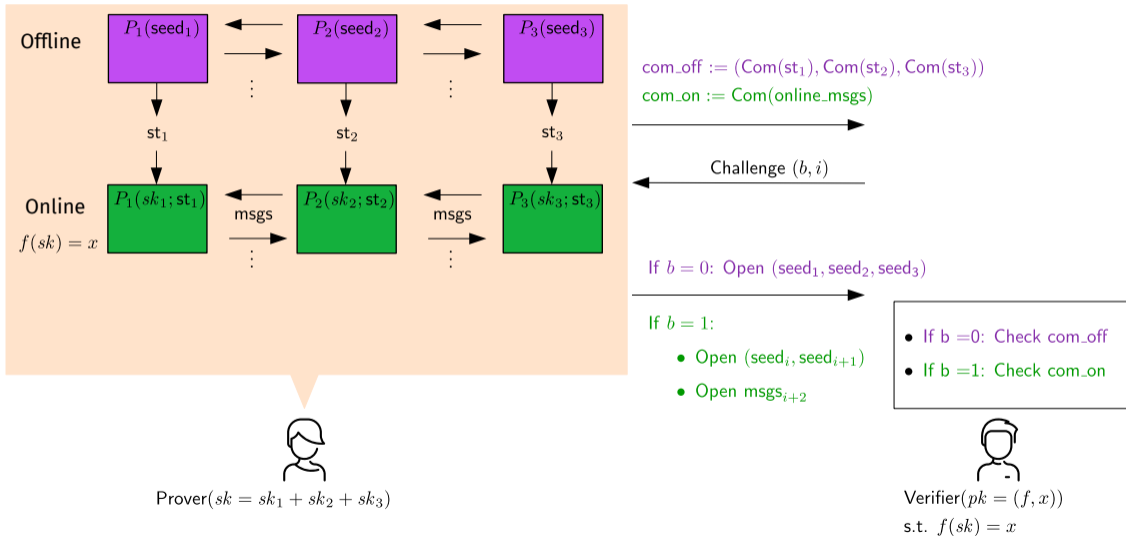 Offline
P₁(seed₁)
P₂(seed₂)
P₃(seed₃)
⋮
⋮
st₁
st₂
st₃
Online
f(sk) = x
P₁(sk₁; st₁)
P₂(sk₂; st₂)
P₃(sk₃; st₃)
msgs
msgs
⋮
⋮
com_off := (Com(st₁), Com(st₂), Com(st₃))
com_on := Com(online_msgs)
Challenge (b, i)
If b = 0: Open (seed₁, seed₂, seed₃)
If b = 1:
• Open (seedᵢ, seedᵢ₊₁)
• Open msgsᵢ₊₂
• If b =0: Check com_off
• If b =1: Check com_on
Prover(sk = sk₁ + sk₂ + sk₃)
Verifier(pk = (f, x))
s.t. f(sk) = x